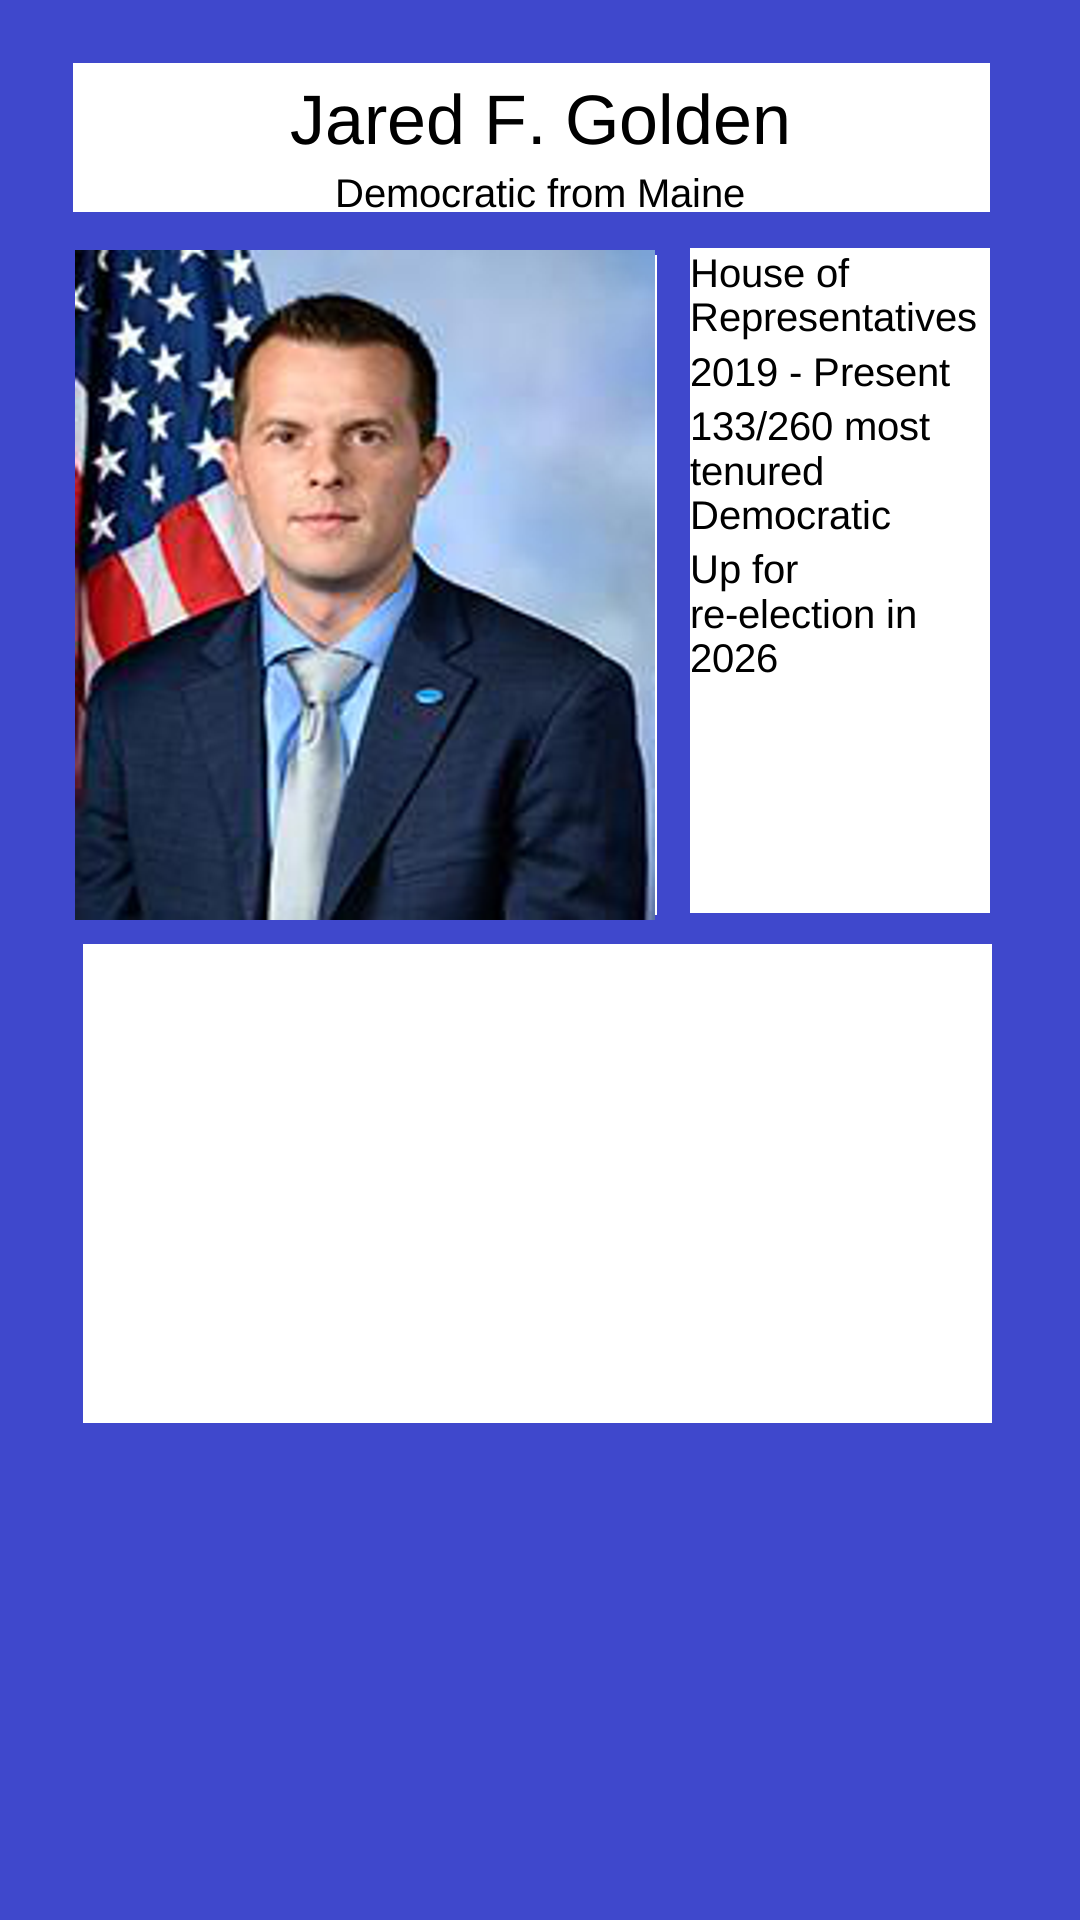 Jared F. Golden
Democratic from Maine
House of
Representatives
2019 - Present
133/260 most
tenured
Democratic
Up for
re-election in
2026